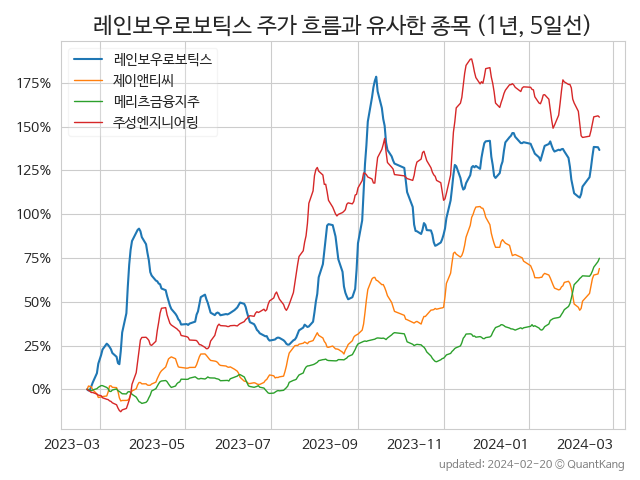 레인보우로보틱스 주가 흐름과 유사한 종목 (1년, 5일선)
레인보우로보틱스
제이앤티씨
메리츠금융지주
주성엔지니어링
175%
150%
125%
100%
75%
50%
25%
0%
2023-03 2023-05 2023-07 2023-09 2023-11 2024-01 2024-03
updated: 2024-02-20 © QuantKang